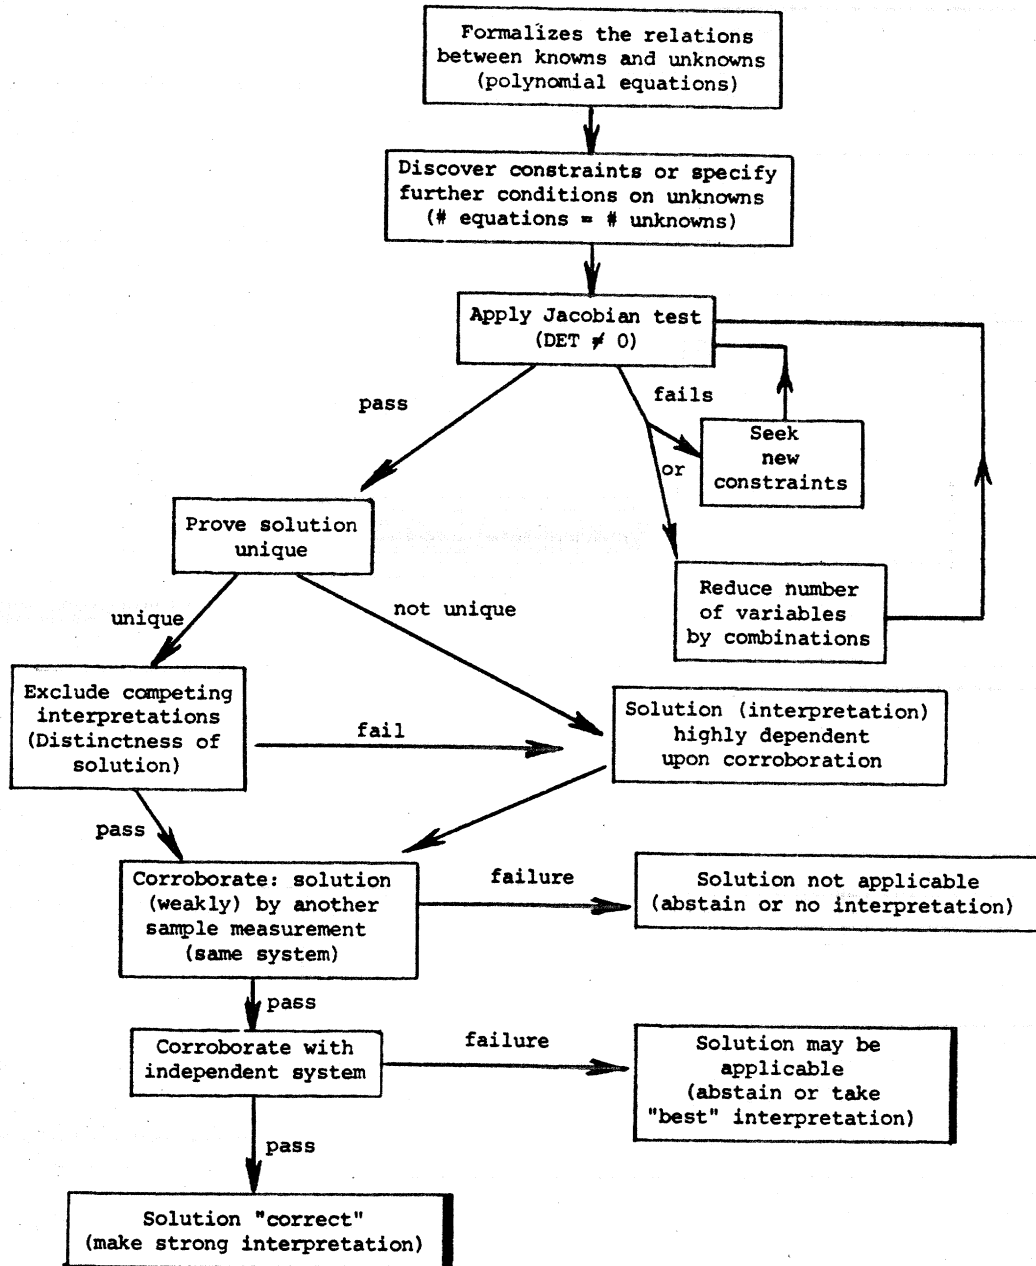 Formalizes the relations
between knowns and unknowns
(polynomial equations)
Discover constraints or specify
further conditions on unknowns
(# equations = # unknowns)
Apply Jacobian test
(DET ≠ 0)
pass
fails
or
Seek
new
constraints
Prove solution
unique
Reduce number
of variables
by combinations
unique
not unique
Exclude competing
interpretations
(Distinctness of
solution)
fail
Solution (interpretation)
highly dependent
upon corroboration
pass
Corroborate: solution
(weakly) by another
sample measurement
(same system)
failure
Solution not applicable
(abstain or no interpretation)
pass
Corroborate with
independent system
failure
Solution may be
applicable
(abstain or take
"best" interpretation)
pass
Solution "correct"
(make strong interpretation)